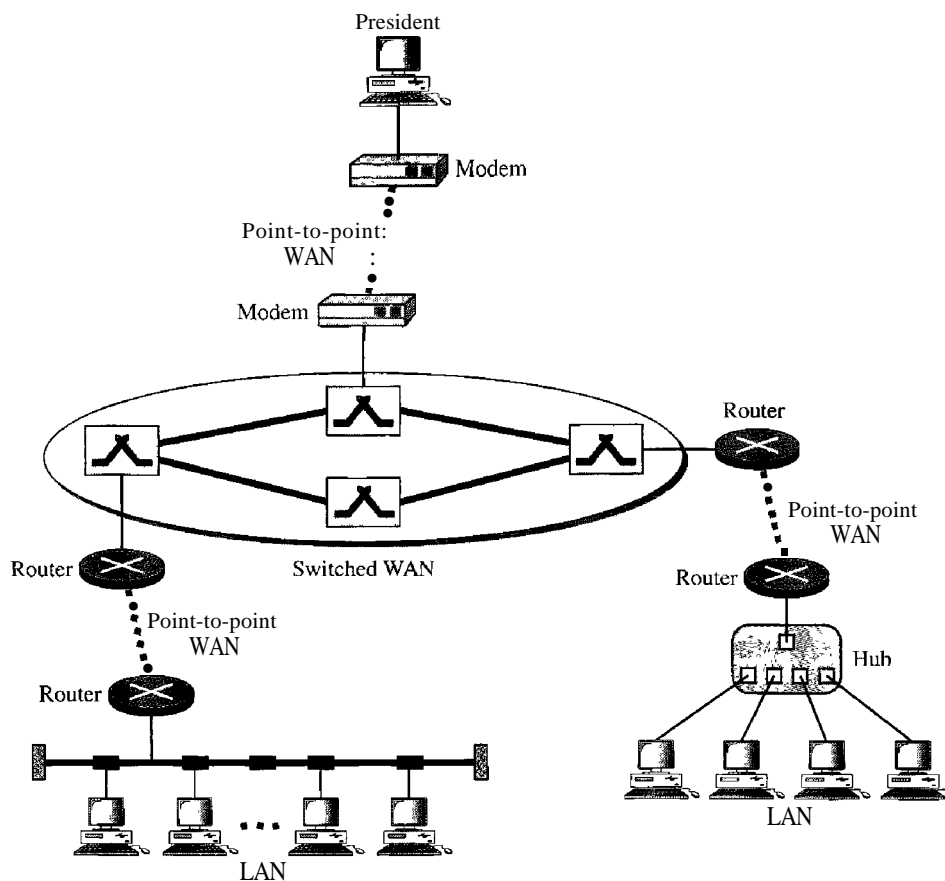 President
Modem
Point-to-point:
WAN
Modem
Router
Point-to-point
WAN
Router
Switched WAN
Router
Point-to-point
WAN
Hub
Router
LAN
LAN